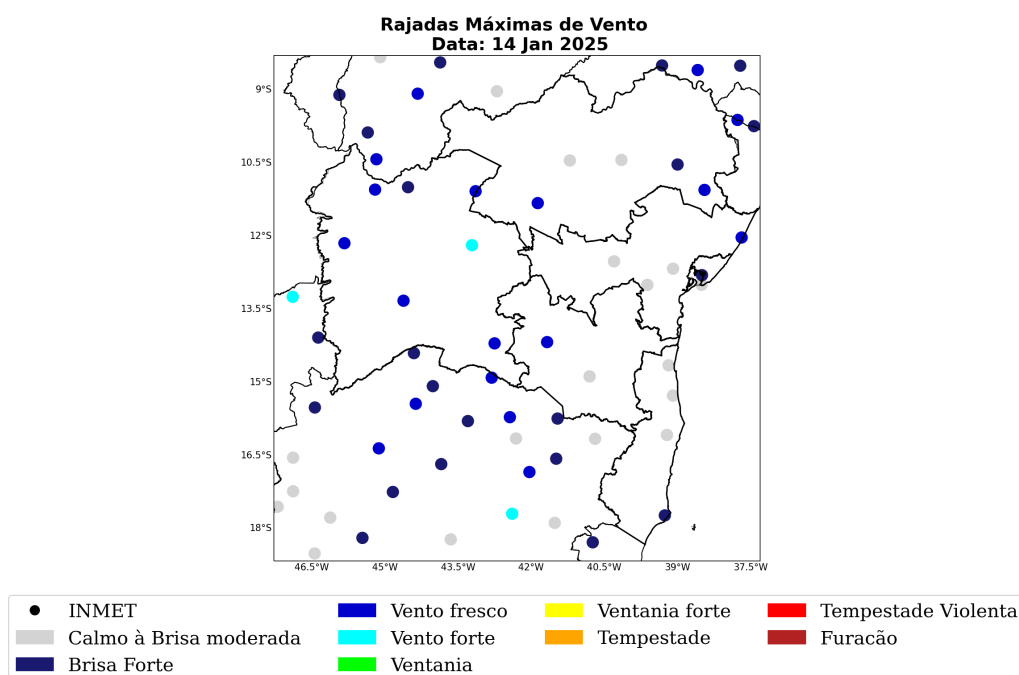 Rajadas Máximas de Vento
Data: 14 Jan 2025
9°S
10.5°S
12°S
13.5°S
15°S
16.5°S
18°S
46.5°W 45°W 43.5°W 42°W 40.5°W 39°W 37.5°W
INMET
Calmo à Brisa moderada
Brisa Forte
Vento fresco
Vento forte
Ventania
Ventania forte
Tempestade
Tempestade Violenta
Furacão